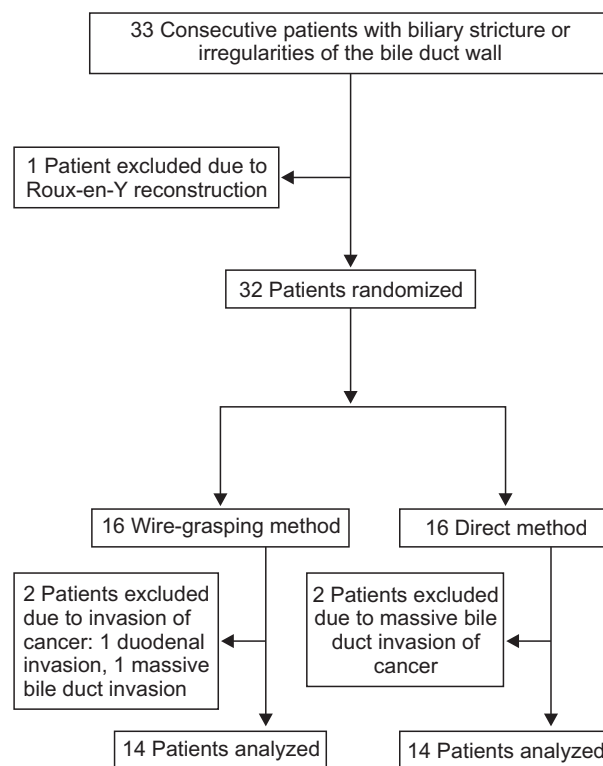 33 Consecutive patients with biliary stricture or
irregularities of the bile duct wall
1 Patient excluded due to
Roux-en-Y reconstruction
32 Patients randomized
16 Wire-grasping method
16 Direct method
2 Patients excluded
due to invasion of
cancer: 1 duodenal
invasion, 1 massive
bile duct invasion
2 Patients excluded
due to massive bile
duct invasion of
cancer
14 Patients analyzed
14 Patients analyzed